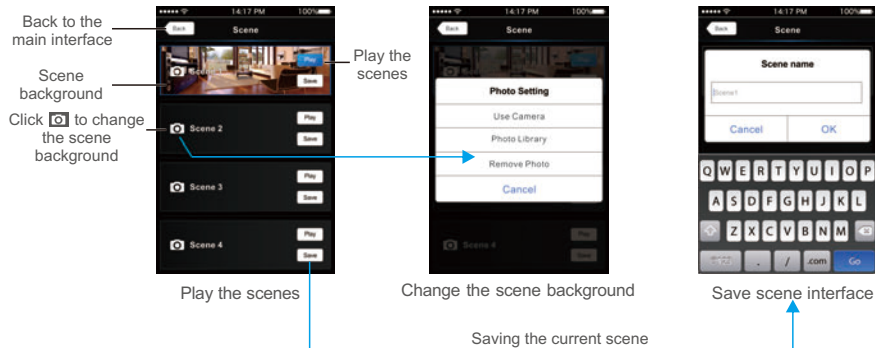 Back to the
main interface
Scene
background
Click to change
the scene
background
14:17 PM 100%
Back Scene
Play
Save
Scene 2
Play
Save
Scene 3
Play
Save
Scene 4
Play
Save
Play the
scenes
Play the scenes
14:17 PM 100%
Back Scene
Photo Setting
Use Camera
Photo Library
Remove Photo
Cancel
Scene 4
Change the scene background
14:17 PM 100%
Back Scene
Scene name
Scene1
Cancel OK
Q W E R T Y U I O P
A S D F G H J K L
Z X C V B N M
. / .com Go
Save scene interface
Saving the current scene